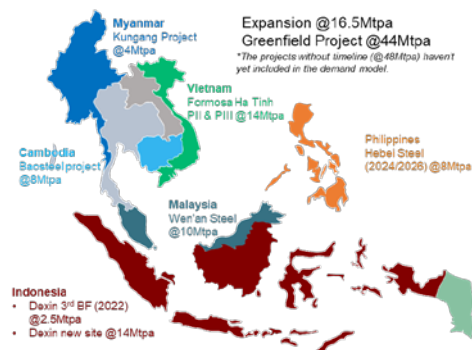 Myanmar
Kungang Project
@4Mtpa
Expansion @16.5Mtpa
Greenfield Project @44Mtpa
*The projects without timeline (@48Mtpa) haven't
yet included in the demand model.
Vietnam
Formosa Ha Tinh
PII & PIII @14Mtpa
Cambodia
Baosteel project
@8Mtpa
Philippines
Hebei Steel
(2024/2026) @8Mtpa
Malaysia
Wen'an Steel
@10Mtpa
Indonesia
• Dexin 3rd BF (2022)
@2.5Mtpa
• Dexin new site @14Mtpa